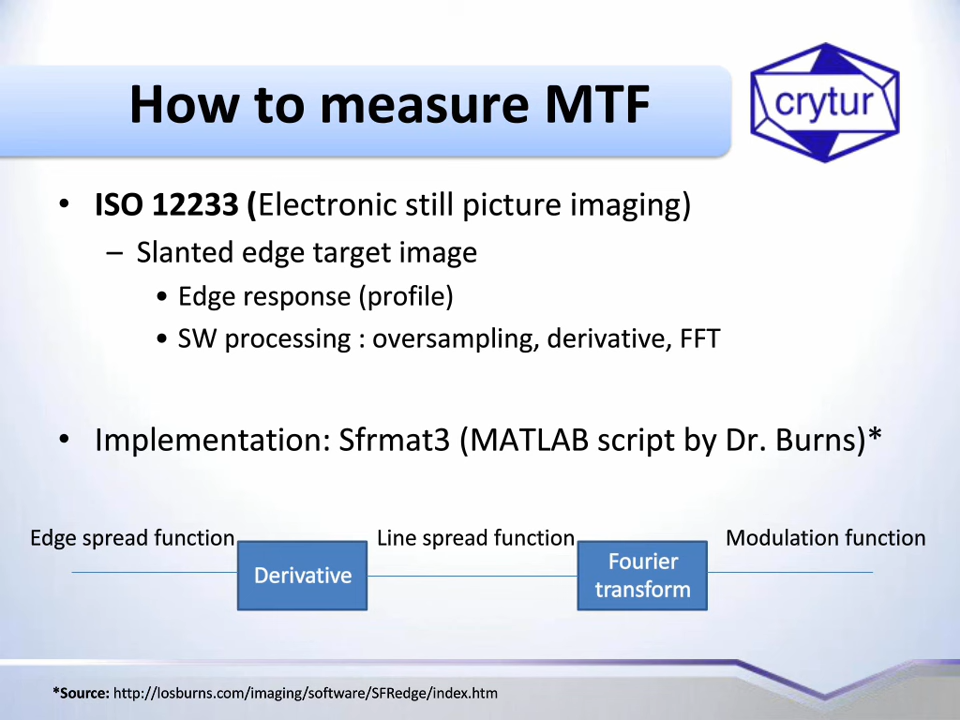 How to measure MTF
crytur
• ISO 12233 (Electronic still picture imaging)
– Slanted edge target image
• Edge response (profile)
• SW processing : oversampling, derivative, FFT
• Implementation: Sfrmat3 (MATLAB script by Dr. Burns)*
Edge spread function
Line spread function
Modulation function
Derivative
Fourier
transform
*Source: http://losburns.com/imaging/software/SFRedge/index.htm